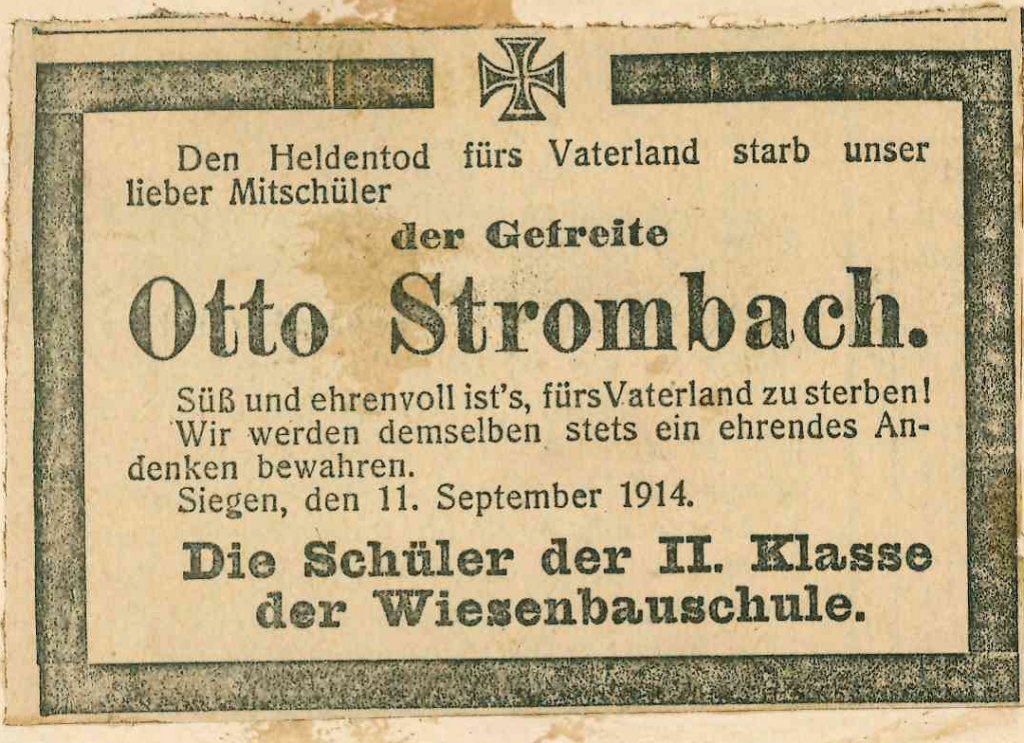 Den Heldentod fürs Vaterland starb unser
lieber Mitschüler
der Gefreite
Otto Strombach.
Süß und ehrenvoll ist's, fürs Vaterland zu sterben!
Wir werden demselben stets ein ehrendes An-
denken bewahren.
Siegen, den 11. September 1914.
Die Schüler der II. Klasse
der Wiesenbauschule.